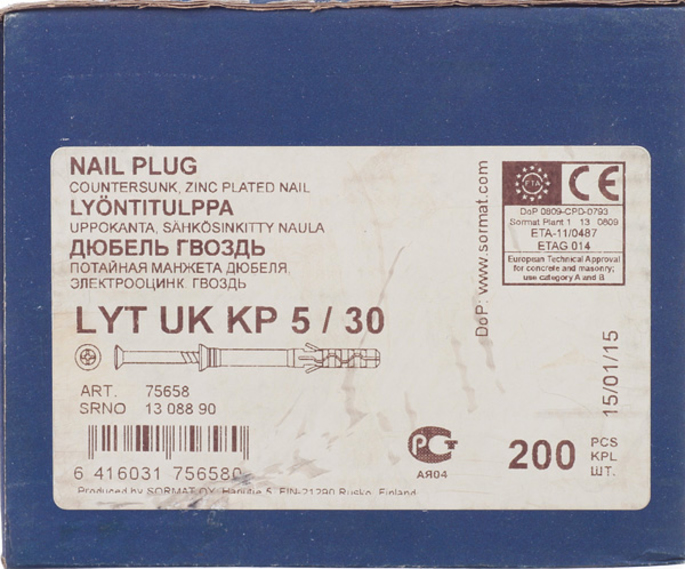 NAIL PLUG
COUNTERSUNK, ZINC PLATED NAIL
LYÖNTITULPPA
UPPOKANTA, SÄHKÖSINKITTY NAULA
ДЮБЕЛЬ ГВОЗДЬ
ПОТАЙНАЯ МАНЖЕТА ДЮБЕЛЯ,
ЭЛЕКТРООЦИНК. ГВОЗДЬ
LYT UK KP 5 / 30
ART. 75658
SRNO 13 088 90
6 416031 756580
Produced by SORMAT OY, Harjutie 5, FIN-21290 Rusko, Finland
DoP: www.sormat.com
ETA CE
DoP 0809-CPD-0793
Sormat Plant 1 13 0809
ETA-11/0487
ETAG 014
European Technical Approval
for concrete and masonry;
use category A and B
15/01/15
РСТ
АЯ04
200 PCS
KPL
ШТ.